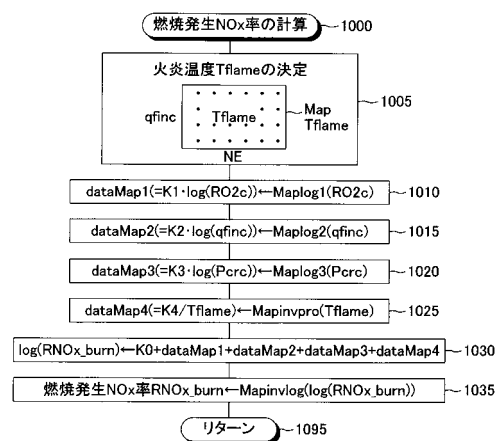 燃焼発生NOx率の計算
1000
火炎温度Tflameの決定
qfinc
Tflame
Map
Tflame
NE
1005
dataMap1(=K1·log(RO2c))←Maplog1(RO2c)
1010
dataMap2(=K2·log(qfinc))←Maplog2(qfinc)
1015
dataMap3(=K3·log(Pcrc))←Maplog3(Pcrc)
1020
dataMap4(=K4/Tflame)←Mapinvpro(Tflame)
1025
log(RNOx_burn)←K0+dataMap1+dataMap2+dataMap3+dataMap4
1030
燃焼発生NOx率RNOx_burn←Mapinvlog(log(RNOx_burn))
1035
リターン
1095